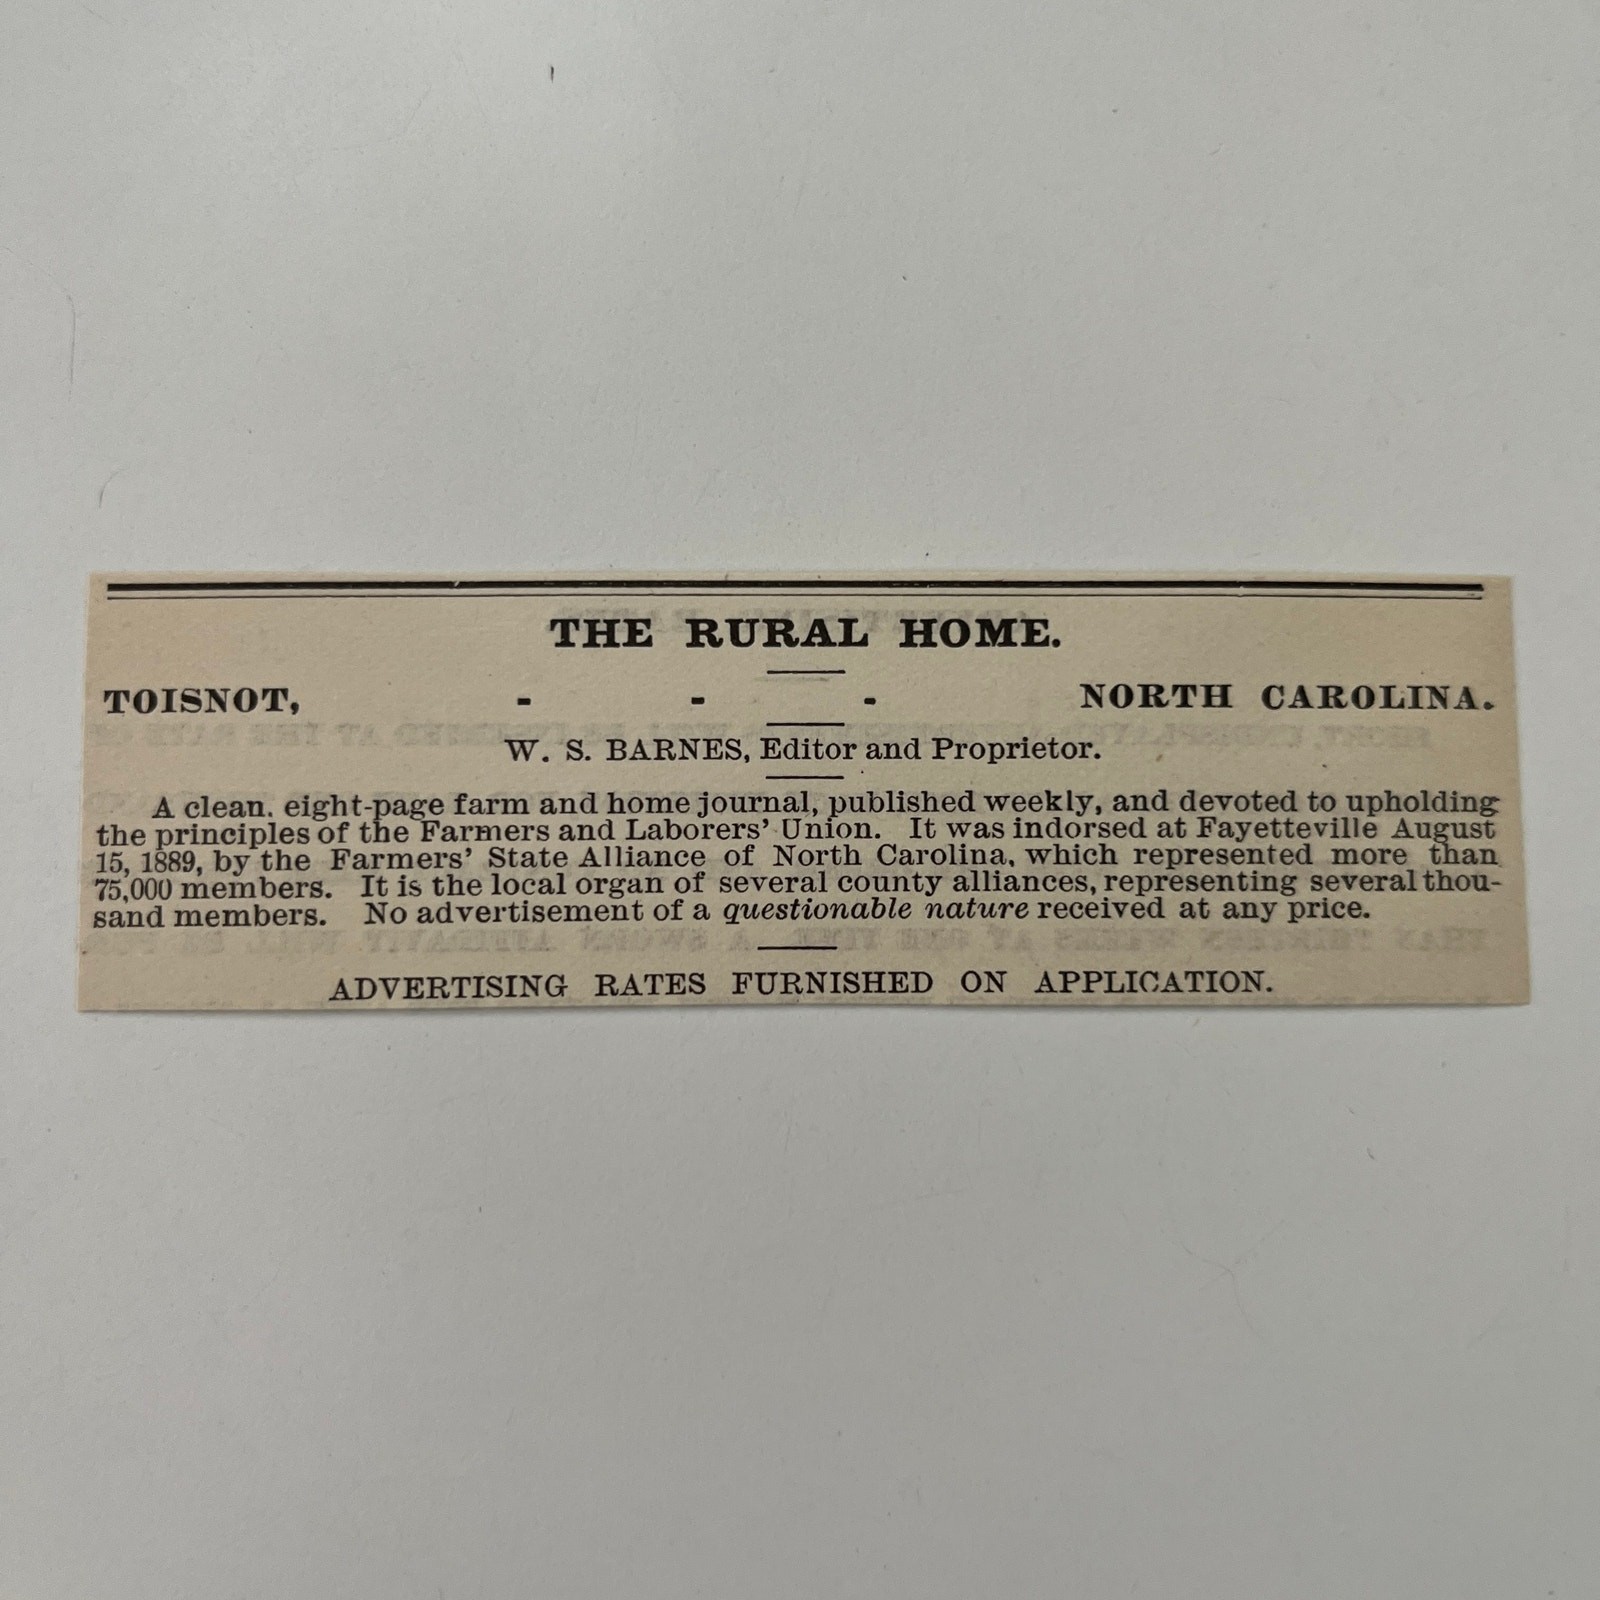 THE RURAL HOME.
TOISNOT, - - - NORTH CAROLINA.
W. S. BARNES, Editor and Proprietor.
A clean. eight-page farm and home journal, published weekly, and devoted to upholding
the principles of the Farmers and Laborers' Union. It was indorsed at Fayetteville August
15, 1889, by the Farmers' State Alliance of North Carolina, which represented more than
75,000 members. It is the local organ of several county alliances, representing several thou-
sand members. No advertisement of a questionable nature received at any price.
ADVERTISING RATES FURNISHED ON APPLICATION.